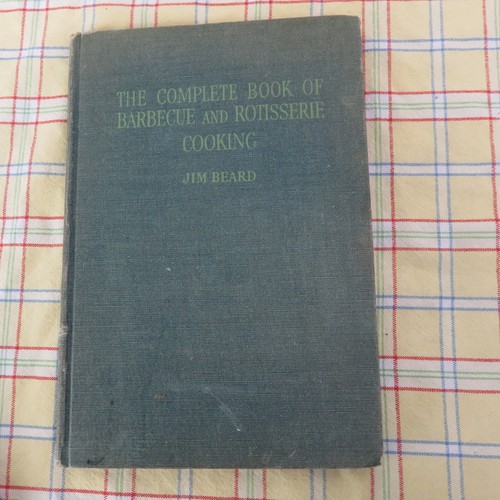 THE COMPLETE BOOK OF
BARBECUE AND ROTISSERIE
COOKING
JIM BEARD